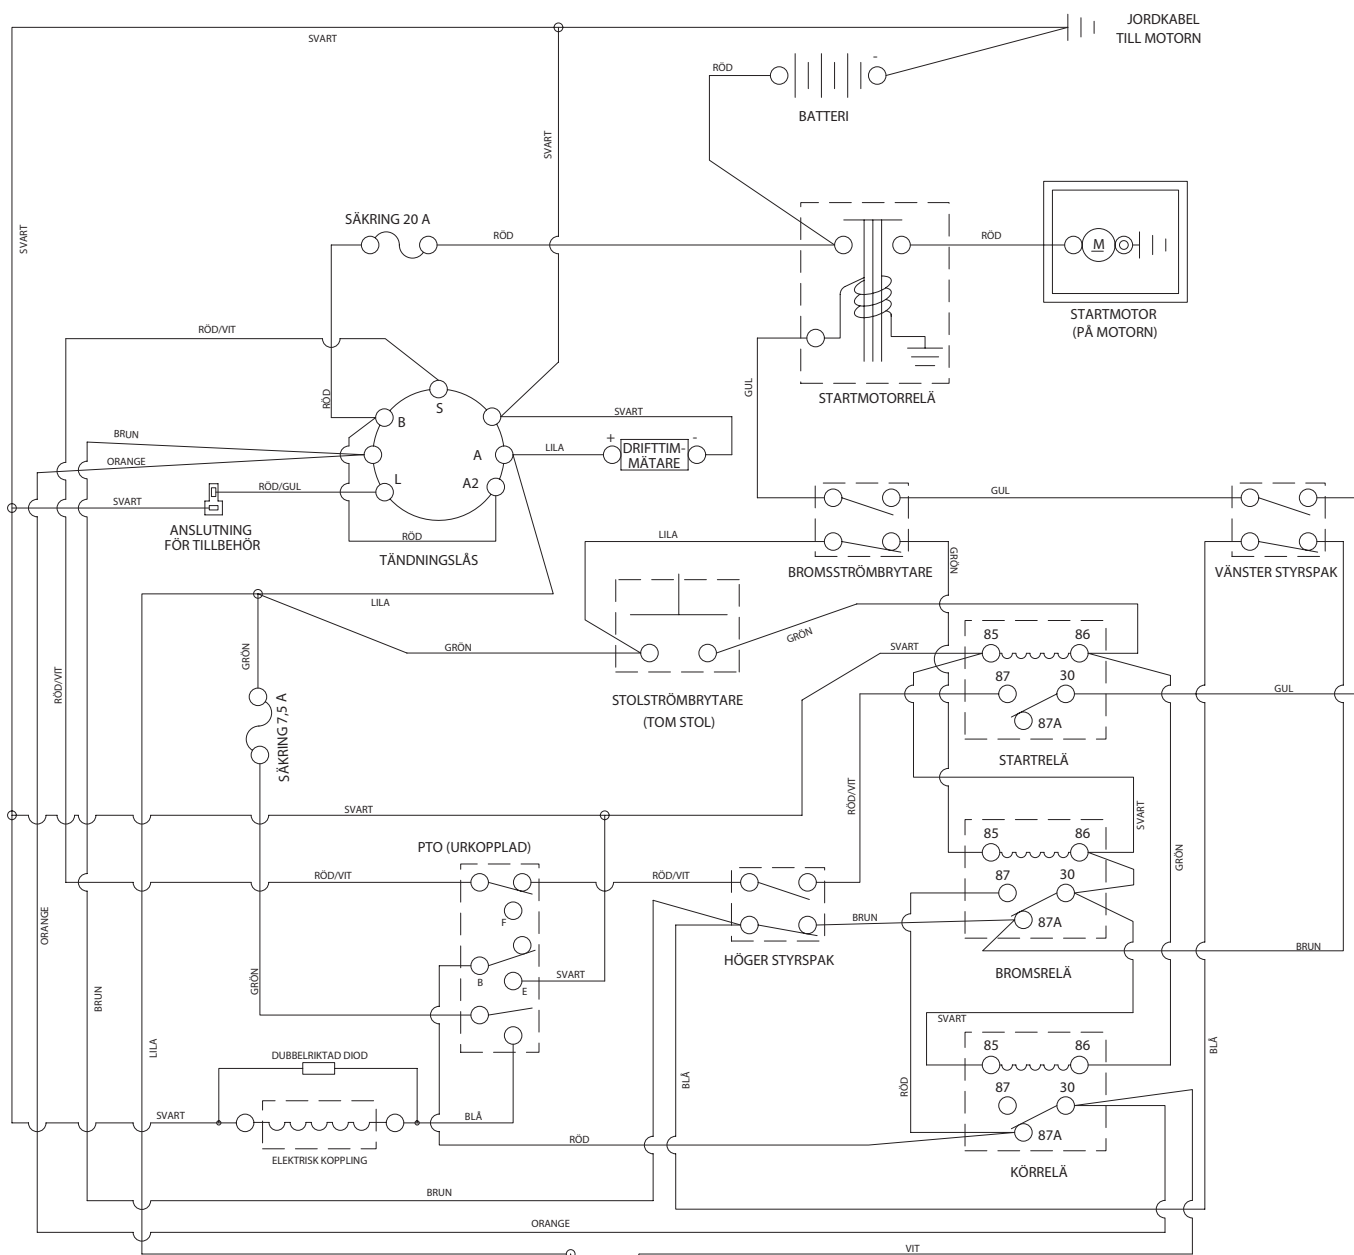 JORDKABEL
TILL MOTORN
SVART
RÖD
-
BATTERI
SVART
SVART
SÄKRING 20 A
RÖD
RÖD
M
STARTMOTOR
(PÅ MOTORN)
RÖD/VIT
STARTMOTORRELÄ
GUL
RÖD
S
B
SVART
BRUN
LILA
+
-
DRIFTTIM-
MÄTARE
A
ORANGE
L
A2
RÖD/GUL
SVART
GUL
ANSLUTNING
FÖR TILLBEHÖR
RÖD
TÄNDNINGSLÅS
LILA
BROMSSTRÖMBRYTARE
GRÖN
VÄNSTER STYRSPAK
LILA
GRÖN
GRÖN
SVART
85
86
GRÖN
RÖD/VIT
87
30
GUL
87A
STOLSTRÖMBRYTARE
(TOM STOL)
SÄKRING 7,5 A
STARTRELÄ
RÖD/VIT
SVART
SVART
85
86
PTO (URKOPPLAD)
GRÖN
RÖD/VIT
RÖD/VIT
87
30
F
BRUN
87A
ORANGE
BRUN
HÖGER STYRSPAK
BROMSRELÄ
B
E
SVART
GRÖN
BRUN
SVART
LILA
85
86
BLÅ
DUBBELRIKTAD DIOD
BLÅ
RÖD
87
30
SVART
BLÅ
87A
RÖD
ELEKTRISK KOPPLING
KÖRRELÄ
BRUN
ORANGE
VIT